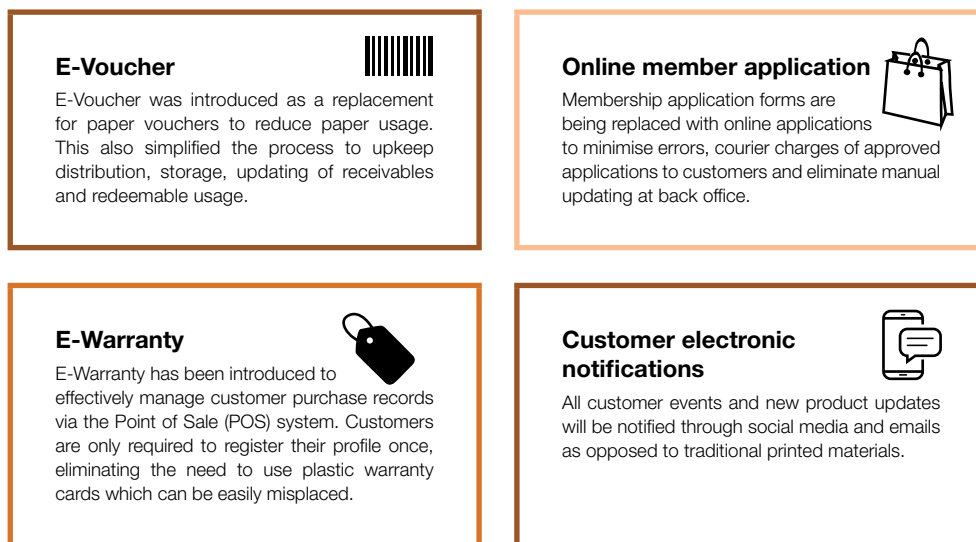 E-Voucher
E-Voucher was introduced as a replacement
for paper vouchers to reduce paper usage.
This also simplified the process to upkeep
distribution, storage, updating of receivables
and redeemable usage.
Online member application
Membership application forms are
being replaced with online applications
to minimise errors, courier charges of approved
applications to customers and eliminate manual
updating at back office.
E-Warranty
E-Warranty has been introduced to
effectively manage customer purchase records
via the Point of Sale (POS) system. Customers
are only required to register their profile once,
eliminating the need to use plastic warranty
cards which can be easily misplaced.
Customer electronic
notifications
All customer events and new product updates
will be notified through social media and emails
as opposed to traditional printed materials.